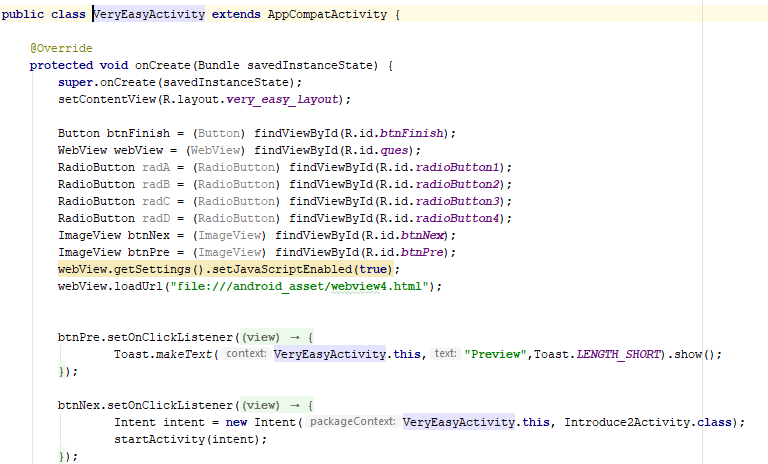 public class VeryEasyActivity extends AppCompatActivity {
@Override
protected void onCreate(Bundle savedInstanceState) {
super.onCreate(savedInstanceState);
setContentView(R.layout.very_easy_layout);
Button btnFinish = (Button) findViewById(R.id.btnFinish);
WebView webView = (WebView) findViewById(R.id.ques);
RadioButton radA = (RadioButton) findViewById(R.id.radioButton1);
RadioButton radB = (RadioButton) findViewById(R.id.radioButton2);
RadioButton radC = (RadioButton) findViewById(R.id.radioButton3);
RadioButton radD = (RadioButton) findViewById(R.id.radioButton4);
ImageView btnNex = (ImageView) findViewById(R.id.btnNex);
ImageView btnPre = (ImageView) findViewById(R.id.btnPre);
webView.getSettings().setJavaScriptEnabled(true);
webView.loadUrl("file:///android_asset/webview4.html");
btnPre.setOnClickListener((view) → {
Toast.makeText( context: VeryEasyActivity.this, text: "Preview",Toast.LENGTH_SHORT).show();
});
btnNex.setOnClickListener((view) → {
Intent intent = new Intent( packageContext: VeryEasyActivity.this, Introduce2Activity.class);
startActivity(intent);
});